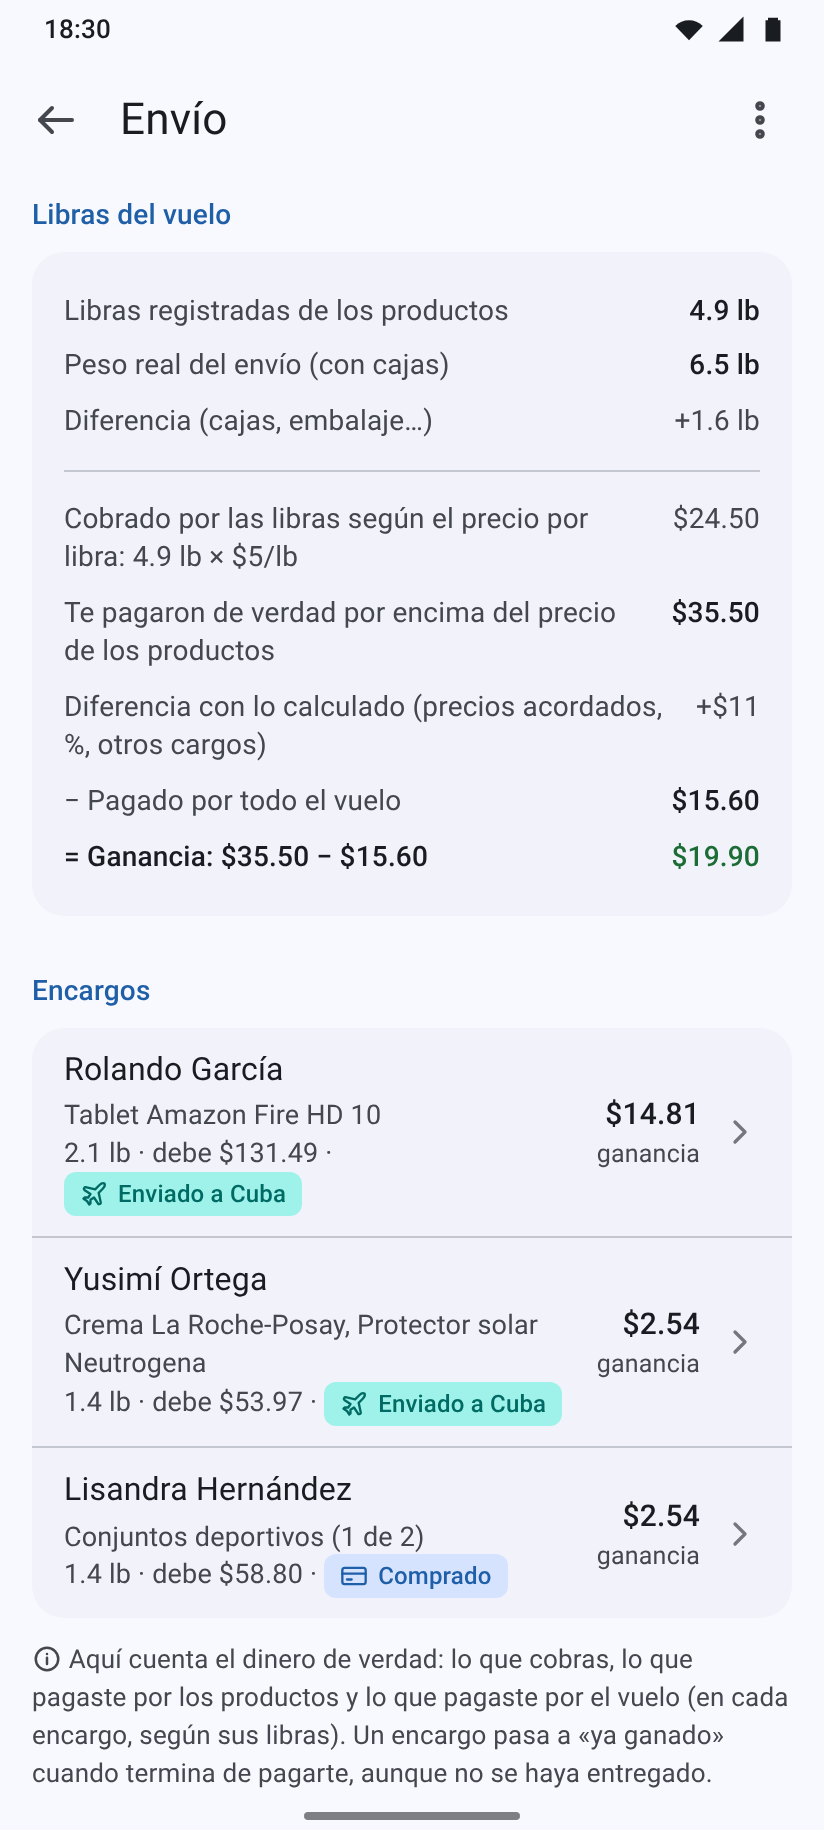 18:30
Envío
Libras del vuelo
Libras registradas de los productos 4.9 lb
Peso real del envío (con cajas) 6.5 lb
Diferencia (cajas, embalaje…) +1.6 lb
Cobrado por las libras según el precio por $24.50
libra: 4.9 lb × $5/lb
Te pagaron de verdad por encima del precio $35.50
de los productos
Diferencia con lo calculado (precios acordados, +$11
%, otros cargos)
− Pagado por todo el vuelo $15.60
= Ganancia: $35.50 − $15.60 $19.90
Encargos
Rolando García
Tablet Amazon Fire HD 10 $14.81
2.1 lb · debe $131.49 · ganancia
Enviado a Cuba
Yusimí Ortega
Crema La Roche-Posay, Protector solar $2.54
Neutrogena ganancia
1.4 lb · debe $53.97 · Enviado a Cuba
Lisandra Hernández
$2.54
Conjuntos deportivos (1 de 2)
ganancia
1.4 lb · debe $58.80 · Comprado
Aquí cuenta el dinero de verdad: lo que cobras, lo que
pagaste por los productos y lo que pagaste por el vuelo (en cada
encargo, según sus libras). Un encargo pasa a «ya ganado»
cuando termina de pagarte, aunque no se haya entregado.